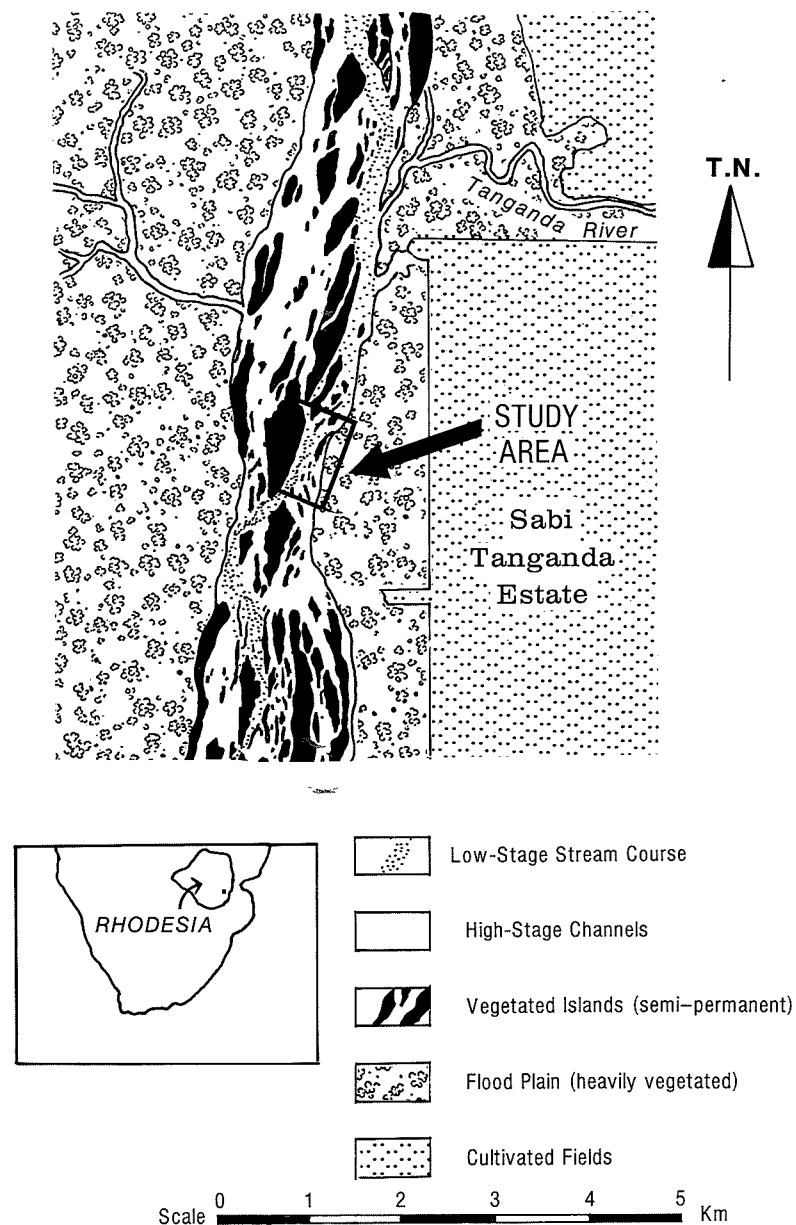 T.N.
Tanganda River
STUDY
AREA
Sabi
Tanganda
Estate
RHODESIA
Low-Stage Stream Course
High-Stage Channels
Vegetated Islands (semi-permanent)
Flood Plain (heavily vegetated)
Cultivated Fields
Scale 0 1 2 3 4 5 Km